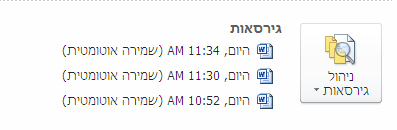 גירסאות
היום, 11:34 AM (שמירה אוטומטית)
היום, 11:30 AM (שמירה אוטומטית)
היום, 10:52 AM (שמירה אוטומטית)
ניהול
גירסאות